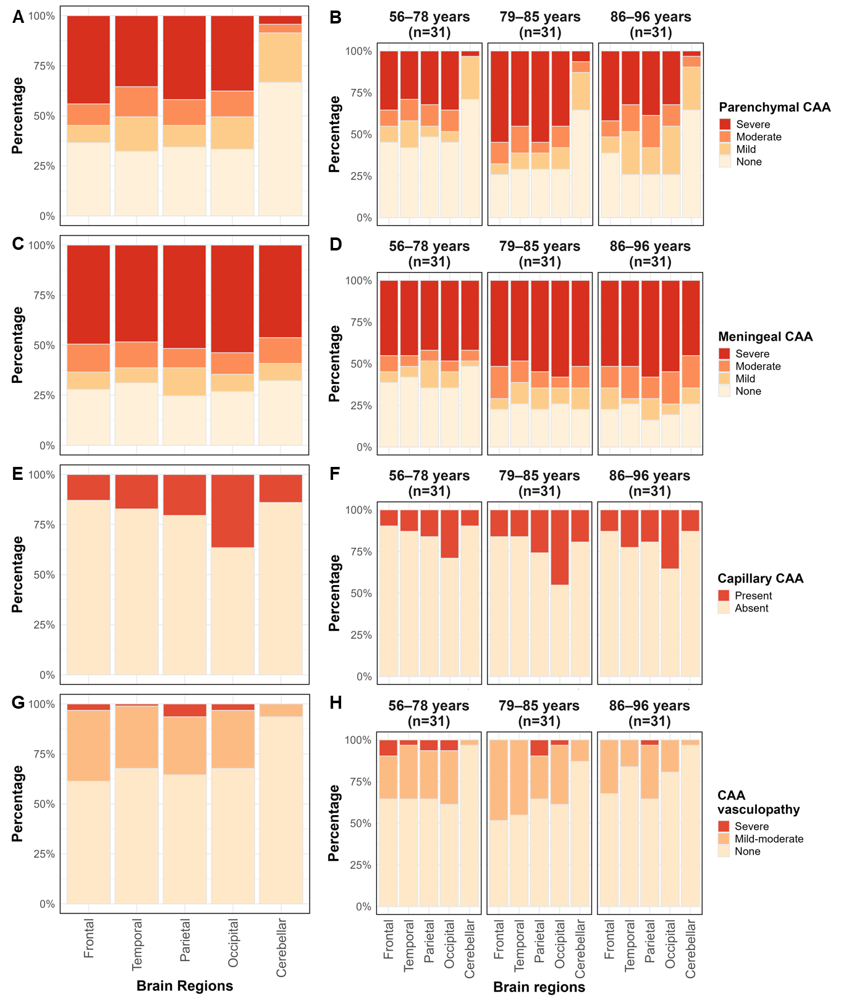 A
100%
75%
50%
25%
0%
Percentage
B
56–78 years
(n=31)
79–85 years
(n=31)
86–96 years
(n=31)
100%
75%
50%
25%
0%
Percentage
Parenchymal CAA
Severe
Moderate
Mild
None
C
100%
75%
50%
25%
0%
Percentage
D
56–78 years
(n=31)
79–85 years
(n=31)
86–96 years
(n=31)
100%
75%
50%
25%
0%
Percentage
Meningeal CAA
Severe
Moderate
Mild
None
E
100%
75%
50%
25%
0%
Percentage
F
56–78 years
(n=31)
79–85 years
(n=31)
86–96 years
(n=31)
100%
75%
50%
25%
0%
Percentage
Capillary CAA
Present
Absent
G
100%
75%
50%
25%
0%
Percentage
Frontal
Temporal
Parietal
Occipital
Cerebellar
Brain Regions
H
56–78 years
(n=31)
79–85 years
(n=31)
86–96 years
(n=31)
100%
75%
50%
25%
0%
Percentage
Frontal
Temporal
Parietal
Occipital
Cerebellar
Frontal
Temporal
Parietal
Occipital
Cerebellar
Frontal
Temporal
Parietal
Occipital
Cerebellar
Brain regions
CAA
vasculopathy
Severe
Mild-moderate
None